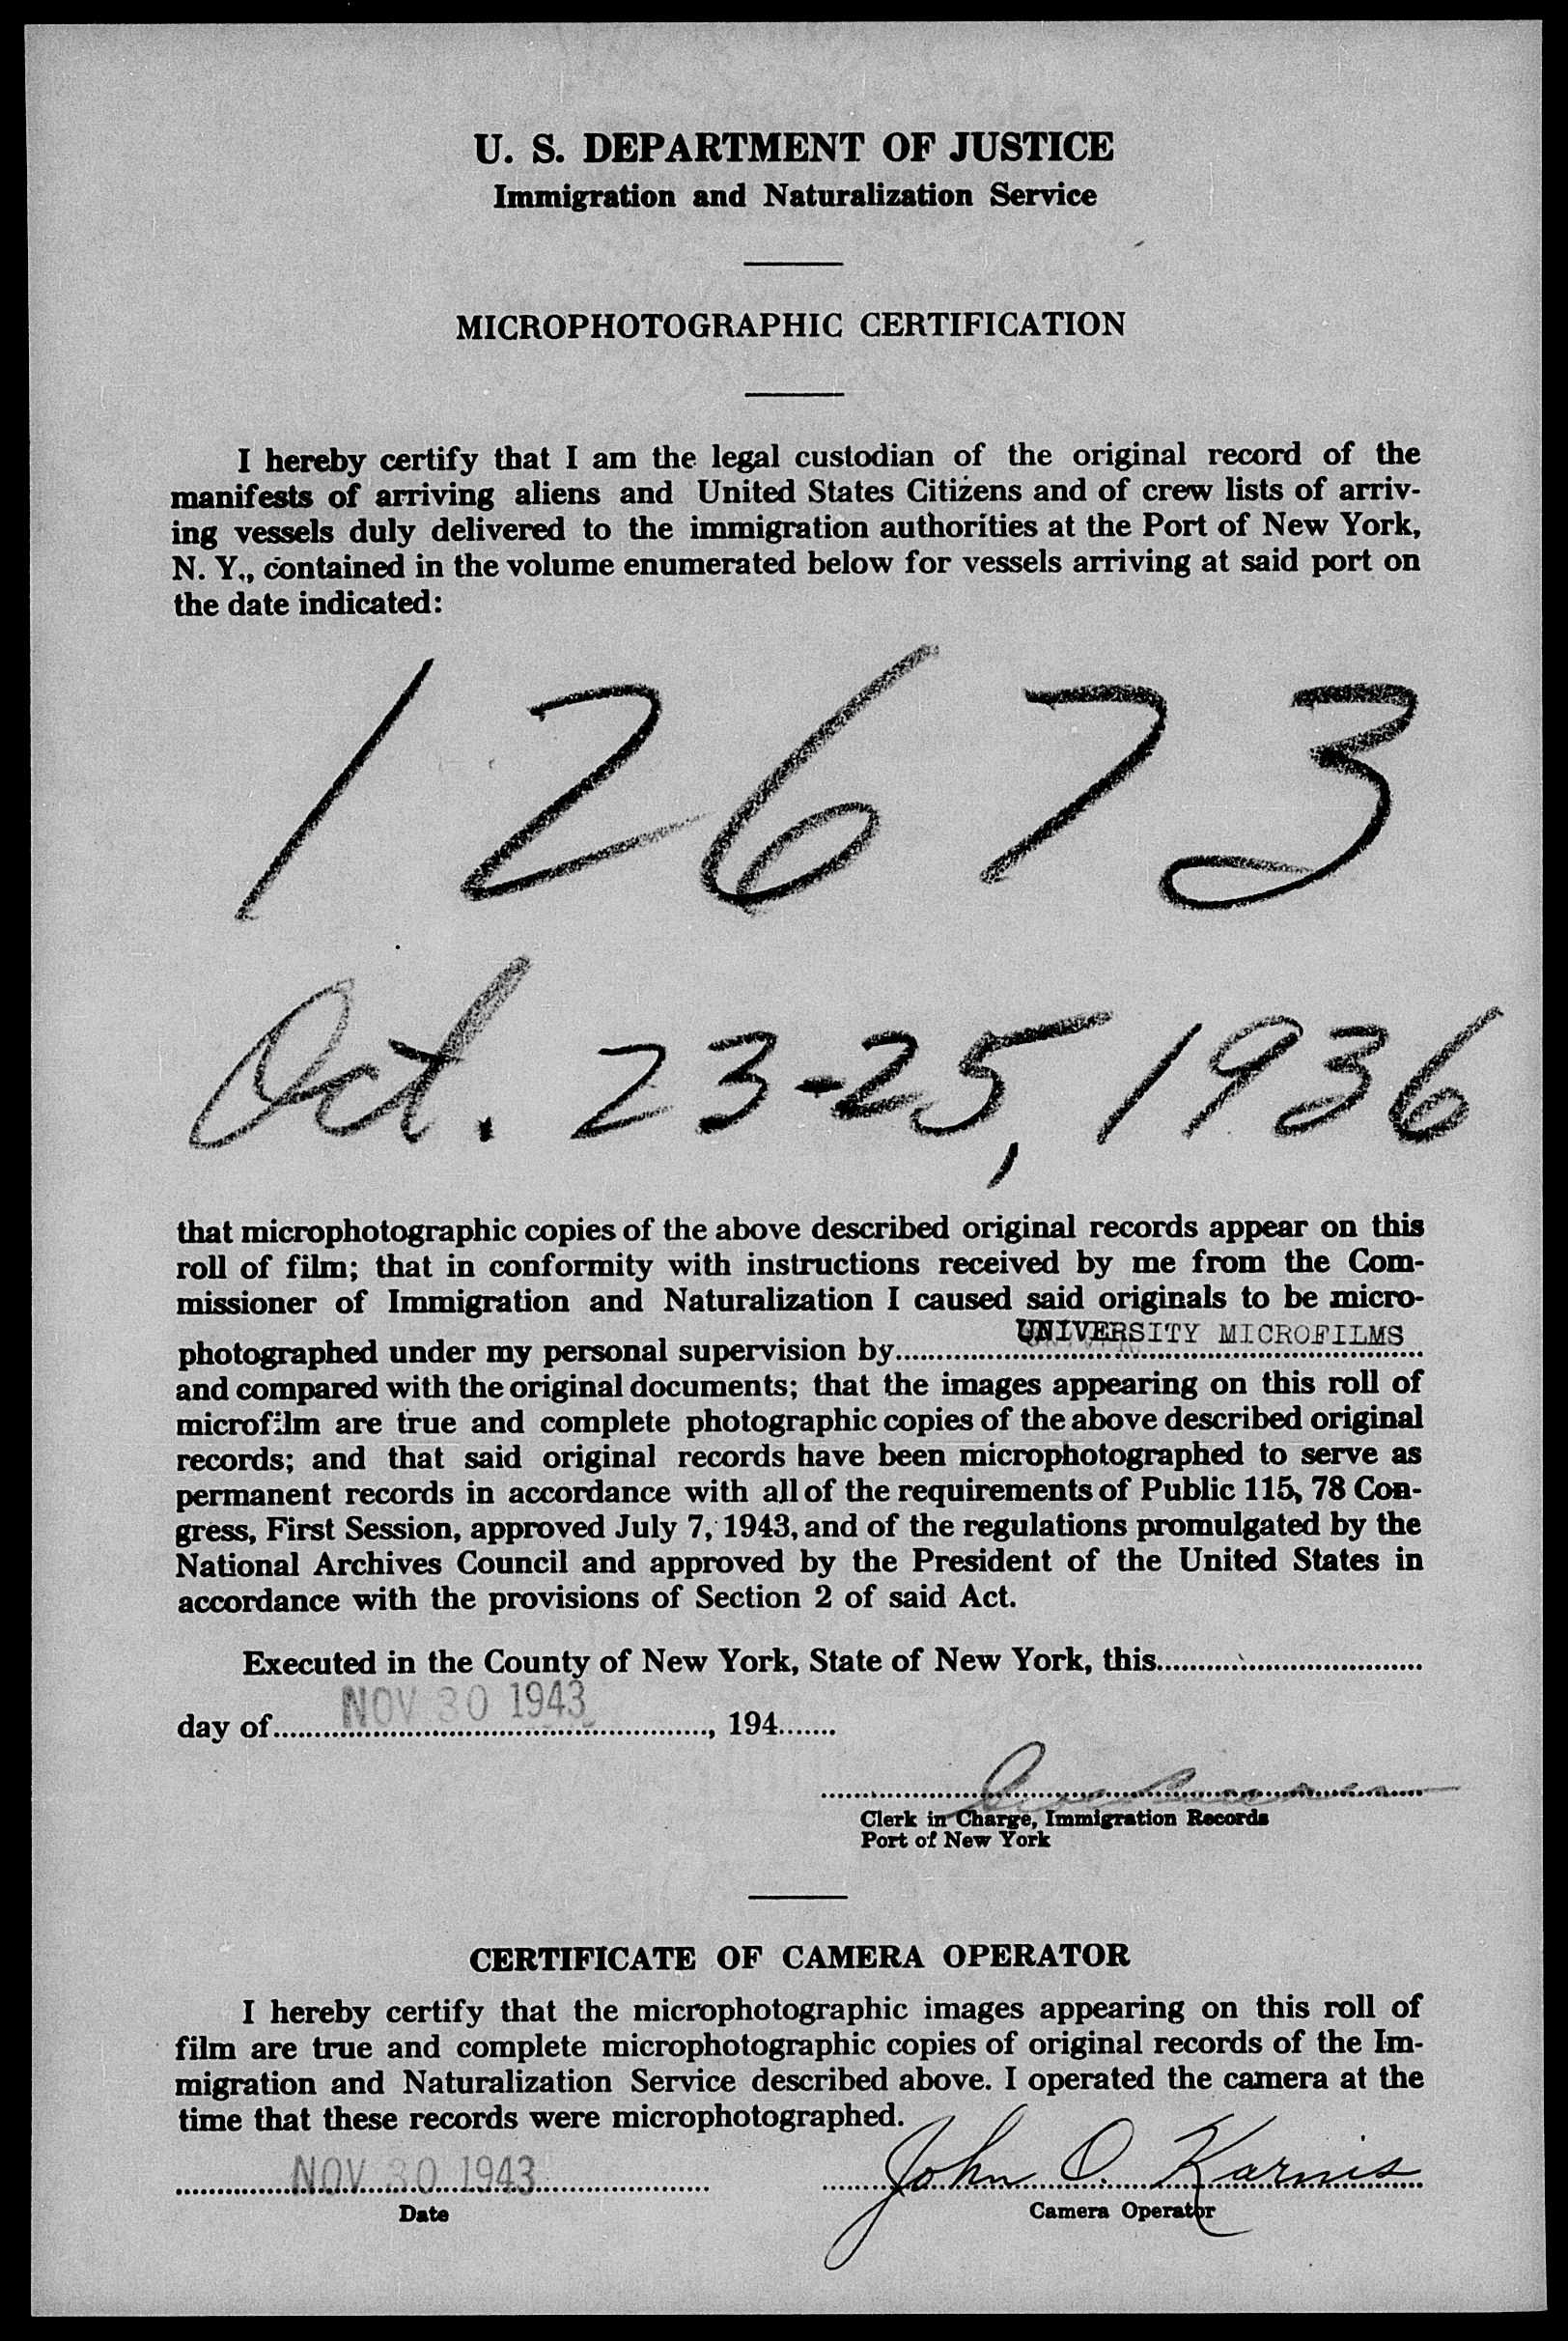 U. S. DEPARTMENT OF JUSTICE
Immigration and Naturalization Service
MICROPHOTOGRAPHIC CERTIFICATION
I hereby certify that I am the legal custodian of the original record of the
manifests of arriving aliens and United States Citizens and of crew lists of arriv-
ing vessels duly delivered to the immigration authorities at the Port of New York,
N. Y., contained in the volume enumerated below for vessels arriving at said port on
the date indicated:
12673
Oct. 23-25, 1936
that microphotographic copies of the above described original records appear on this
roll of film; that in conformity with instructions received by me from the Com-
missioner of Immigration and Naturalization I caused said originals to be micro-
photographed under my personal supervision by UNIVERSITY MICROFILMS
and compared with the original documents; that the images appearing on this roll of
microfilm are true and complete photographic copies of the above described original
records; and that said original records have been microphotographed to serve as
permanent records in accordance with all of the requirements of Public 115, 78 Con-
gress, First Session, approved July 7, 1943, and of the regulations promulgated by the
National Archives Council and approved by the President of the United States in
accordance with the provisions of Section 2 of said Act.
Executed in the County of New York, State of New York, this
day of NOV 30 1943, 194
Clerk in Charge, Immigration Records
Port of New York
CERTIFICATE OF CAMERA OPERATOR
I hereby certify that the microphotographic images appearing on this roll of
film are true and complete microphotographic copies of original records of the Im-
migration and Naturalization Service described above. I operated the camera at the
time that these records were microphotographed.
NOV 30 1943 John O. Karnis
Date Camera Operator